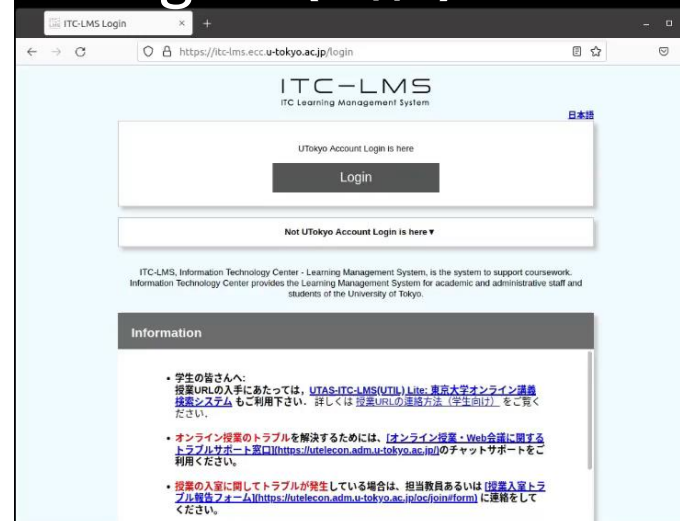 ITC-LMS Login
https://itc-lms.ecc.u-tokyo.ac.jp/login
ITC-LMS
ITC Learning Management System
日本語
UTokyo Account Login is here
Login
Not UTokyo Account Login is here▼
ITC-LMS, Information Technology Center - Learning Management System, is the system to support coursework.
Information Technology Center provides the Learning Management System for academic and administrative staff and
students of the University of Tokyo.
Information
• 学生の皆さんへ:
授業URLの入手にあたっては，UTAS-ITC-LMS(UTIL) Lite: 東京大学オンライン講義
検索システム もご利用下さい．詳しくは 授業URLの連絡方法（学生向け） をご覧く
ださい．
• オンライン授業のトラブルを解決するためには、[オンライン授業・Web会議に関する
トラブルサポート窓口](https://utelecon.adm.u-tokyo.ac.jp/)のチャットサポートをご
利用ください。
• 授業の入室に関してトラブルが発生している場合は、担当教員あるいは [授業入室トラ
ブル報告フォーム](https://utelecon.adm.u-tokyo.ac.jp/oc/join#form) に連絡をして
ください。